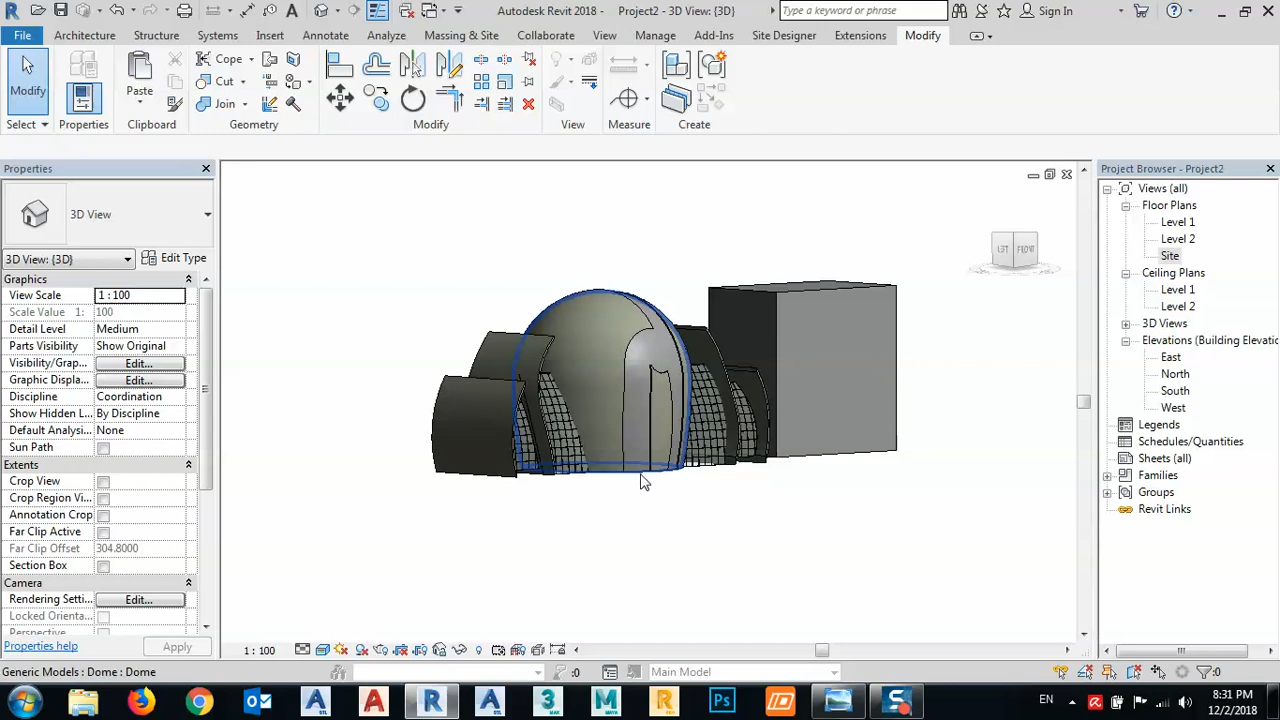 Autodesk Revit 2018 - Project2 - 3D View: {3D}
Type a keyword or phrase
Sign In
File Architecture Structure Systems Insert Annotate Analyze Massing & Site Collaborate View Manage Add-Ins Site Designer Extensions Modify
Modify
Select
Properties
Paste
Clipboard
Cope
Cut
Join
Geometry
Modify
View
Measure
Create
Properties
3D View
3D View: {3D}
Edit Type
Graphics
View Scale 1 : 100
Scale Value 1: 100
Detail Level Medium
Parts Visibility Show Original
Visibility/Grap... Edit...
Graphic Displa... Edit...
Discipline Coordination
Show Hidden L... By Discipline
Default Analysi... None
Sun Path
Extents
Crop View
Crop Region Vi...
Annotation Crop
Far Clip Active
Far Clip Offset 304.8000
Section Box
Camera
Rendering Setti... Edit...
Locked Orienta...
Perspective
Properties help
Apply
LEFT FRONT
Project Browser - Project2
Views (all)
Floor Plans
Level 1
Level 2
Site
Ceiling Plans
Level 1
Level 2
3D Views
Elevations (Building Elevatic
East
North
South
West
Legends
Schedules/Quantities
Sheets (all)
Families
Groups
Revit Links
1 : 100
Generic Models : Dome : Dome
:0
Main Model
:0
EN
8:31 PM
12/2/2018